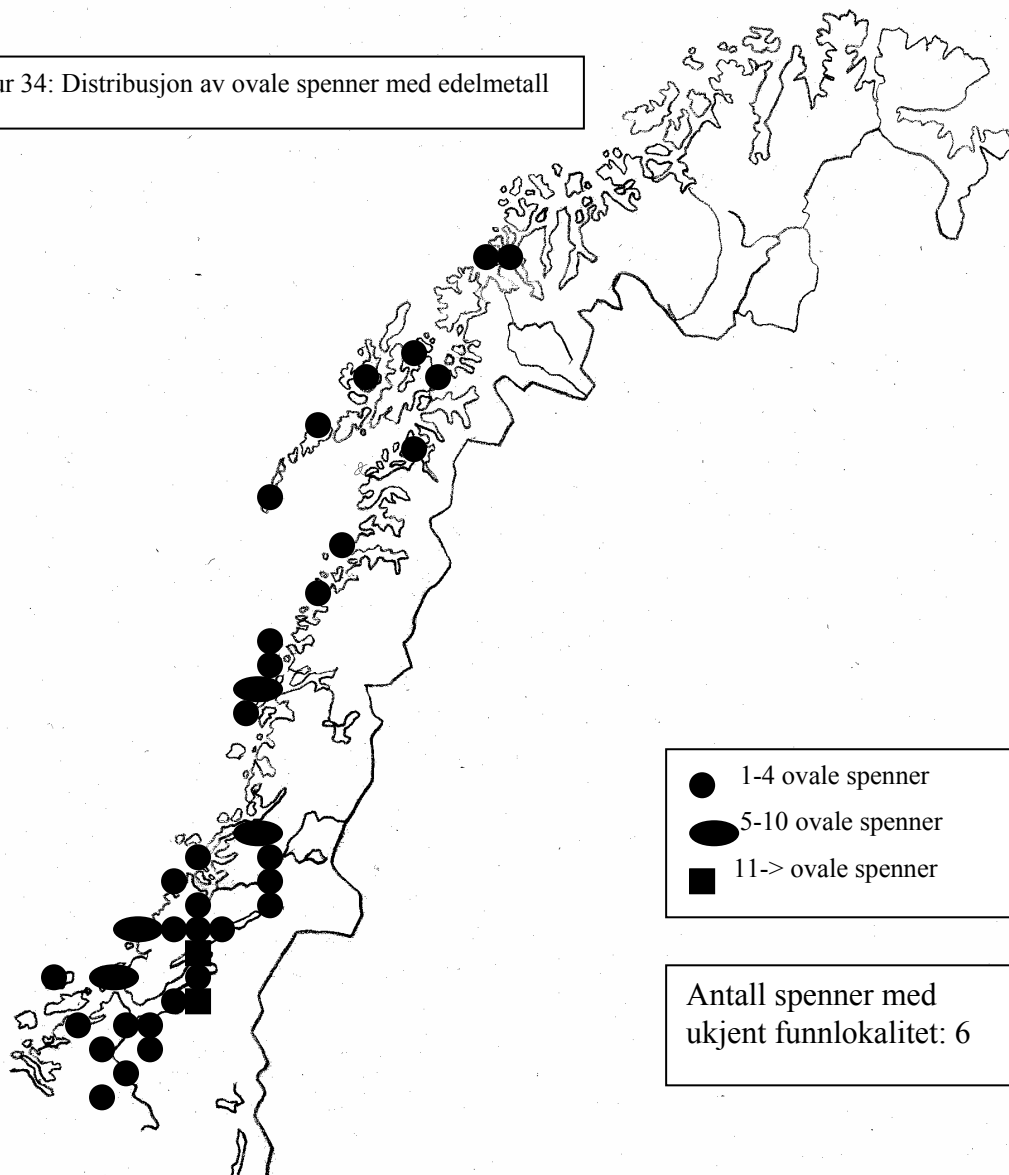 ur 34: Distribusjon av ovale spenner med edelmetall
1-4 ovale spenner
5-10 ovale spenner
11-> ovale spenner
Antall spenner med
ukjent funnlokalitet: 6